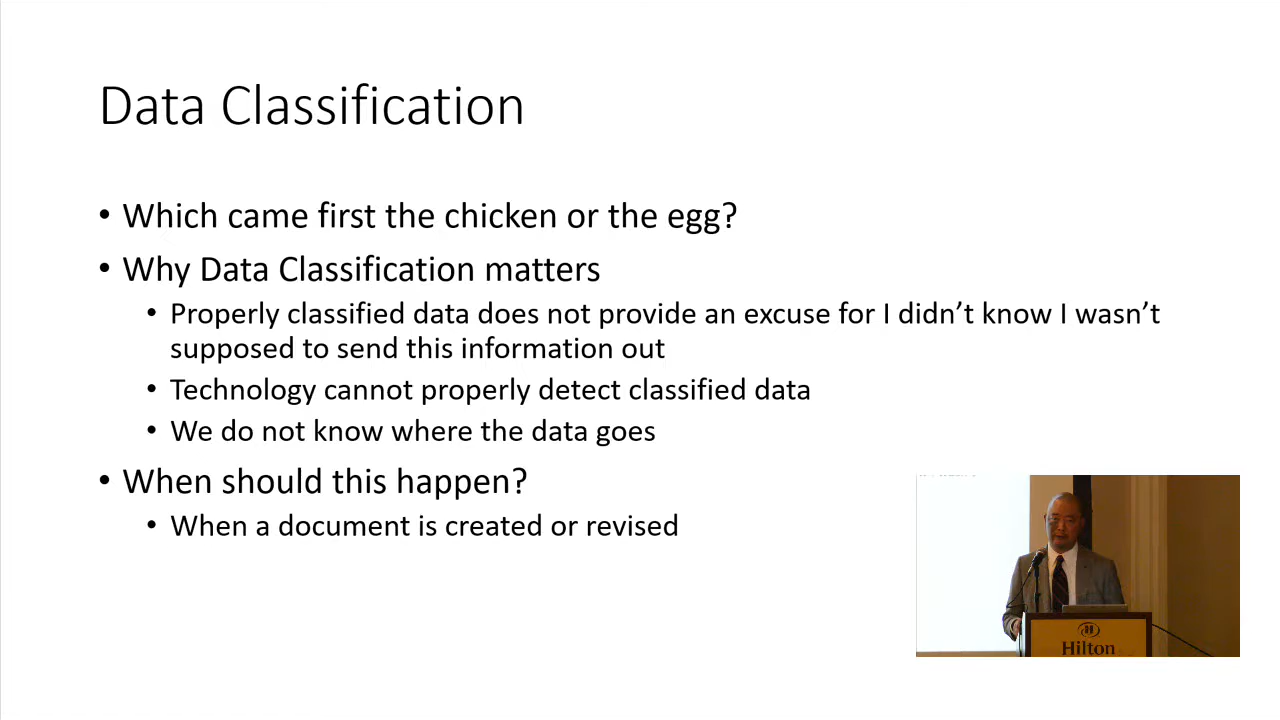 Data Classification
• Which came first the chicken or the egg?
• Why Data Classification matters
• Properly classified data does not provide an excuse for I didn’t know I wasn’t
supposed to send this information out
• Technology cannot properly detect classified data
• We do not know where the data goes
• When should this happen?
• When a document is created or revised
Hilton